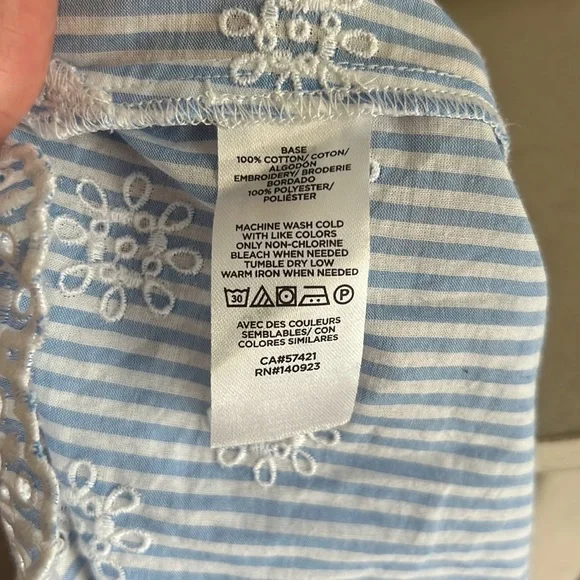 BASE
100% COTTON/ COTON/
ALGODÓN
EMBROIDERY/ BRODERIE
BORDADO
100% POLYESTER/
POLIÉSTER
MACHINE WASH COLD
WITH LIKE COLORS
ONLY NON-CHLORINE
BLEACH WHEN NEEDED
TUMBLE DRY LOW
WARM IRON WHEN NEEDED
30 P
AVEC DES COULEURS
SEMBLABLES/ CON
COLORES SIMILARES
CA#57421
RN#140923